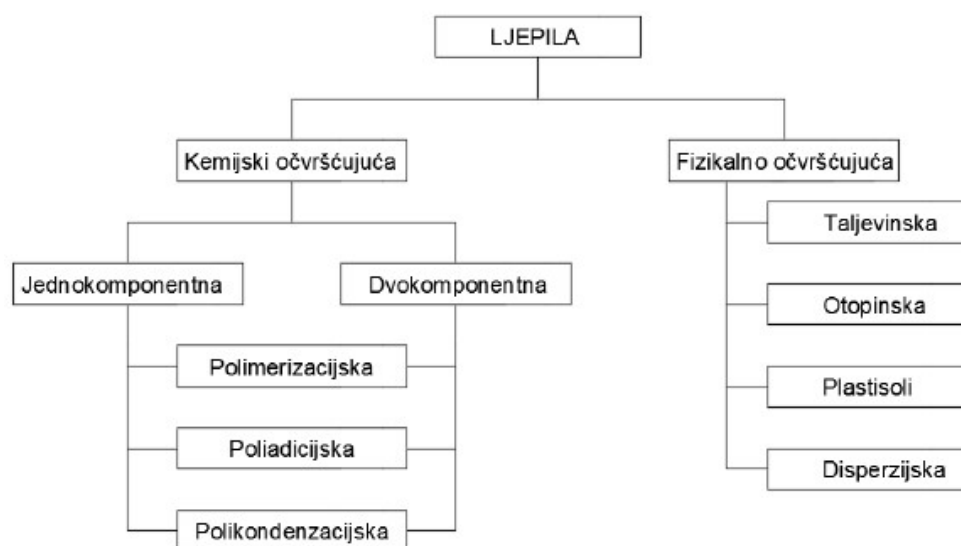 LJEPILA
Kemijski očvršćujuća
Fizikalno očvršćujuća
Taljevinska
Jednokomponentna
Dvokomponentna
Otopinska
Polimerizacijska
Plastisoli
Poliadicijska
Disperzijska
Polikondenzacijska